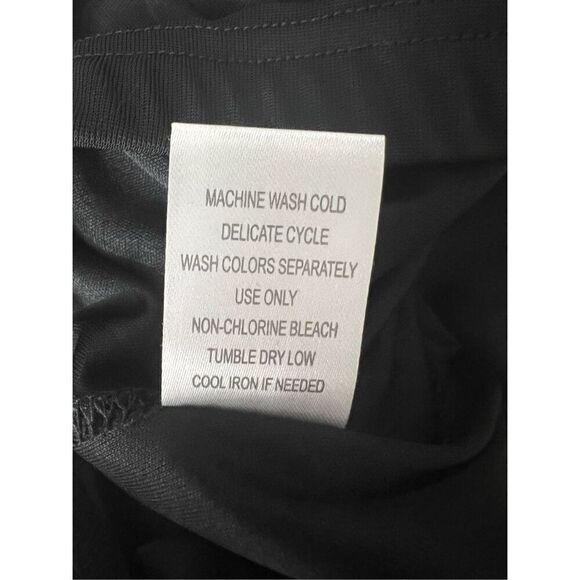 MACHINE WASH COLD
DELICATE CYCLE
WASH COLORS SEPARATELY
USE ONLY
NON-CHLORINE BLEACH
TUMBLE DRY LOW
COOL IRON IF NEEDED